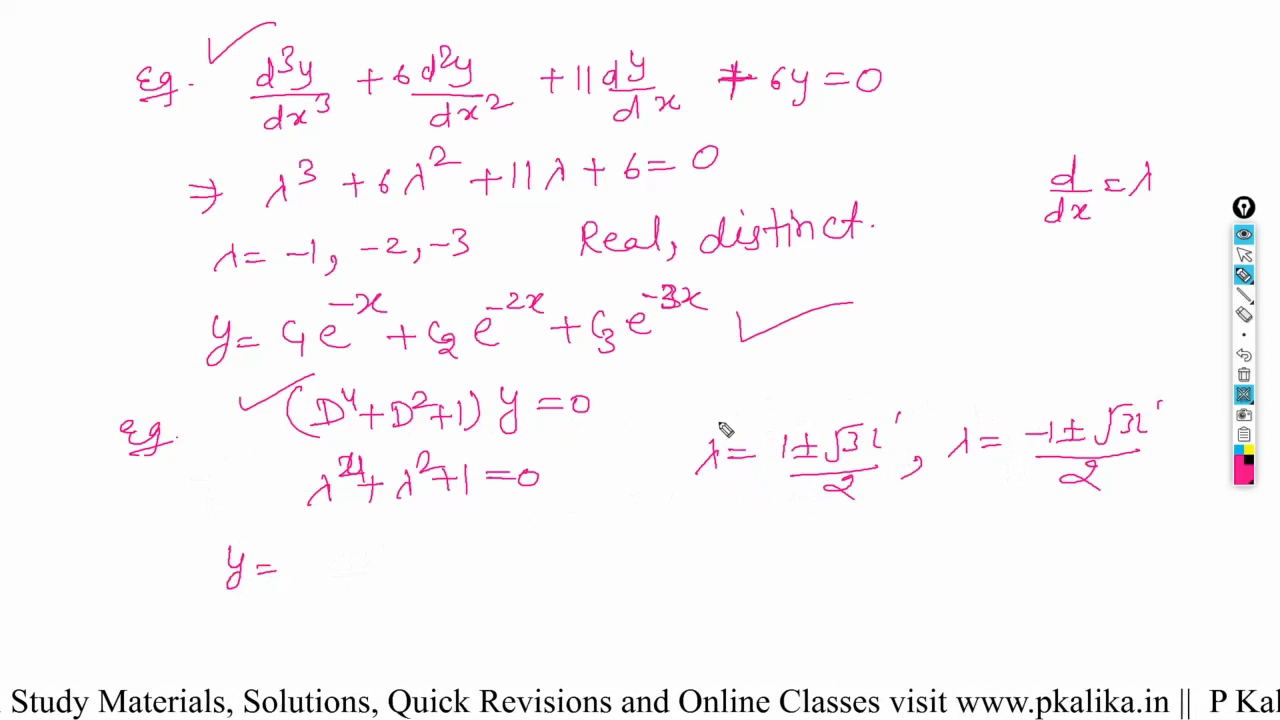 Eg. d³y/dx³ + 6 d²y/dx² + 11 dy/dx + 6y = 0
⇒ λ³ + 6λ² + 11λ + 6 = 0
d/dx = λ
λ = -1, -2, -3 Real, distinct.
y = c₁e^{-x} + c₂e^{-2x} + c₃e^{-3x}
Eg. (D⁴ + D² + 1) y = 0
λ = (1 ± √3 i)/2, λ = (-1 ± √3 i)/2
λ⁴ + λ² + 1 = 0
y =
Study Materials, Solutions, Quick Revisions and Online Classes visit www.pkalika.in || P Kal